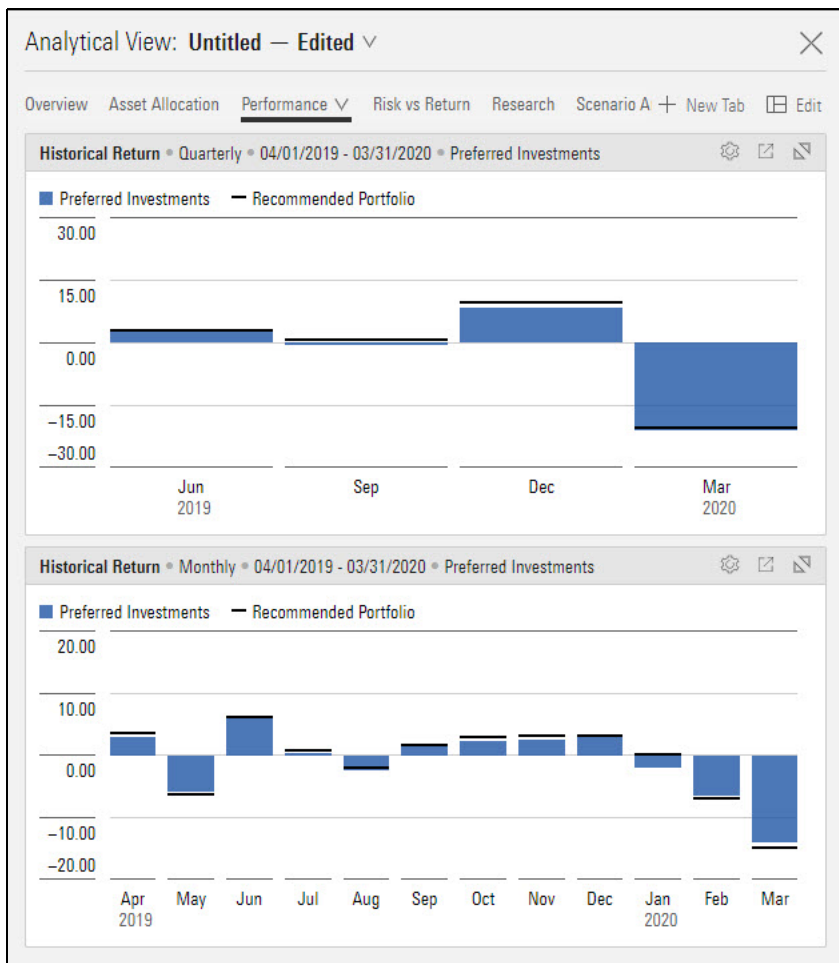 Analytical View: Untitled — Edited
Overview Asset Allocation Performance Risk vs Return Research Scenario A New Tab Edit
Historical Return • Quarterly • 04/01/2019 - 03/31/2020 • Preferred Investments
Preferred Investments Recommended Portfolio
30.00
15.00
0.00
−15.00
−30.00
Jun Sep Dec Mar
2019 2020
Historical Return • Monthly • 04/01/2019 - 03/31/2020 • Preferred Investments
Preferred Investments Recommended Portfolio
20.00
10.00
0.00
−10.00
−20.00
Apr May Jun Jul Aug Sep Oct Nov Dec Jan Feb Mar
2019 2020